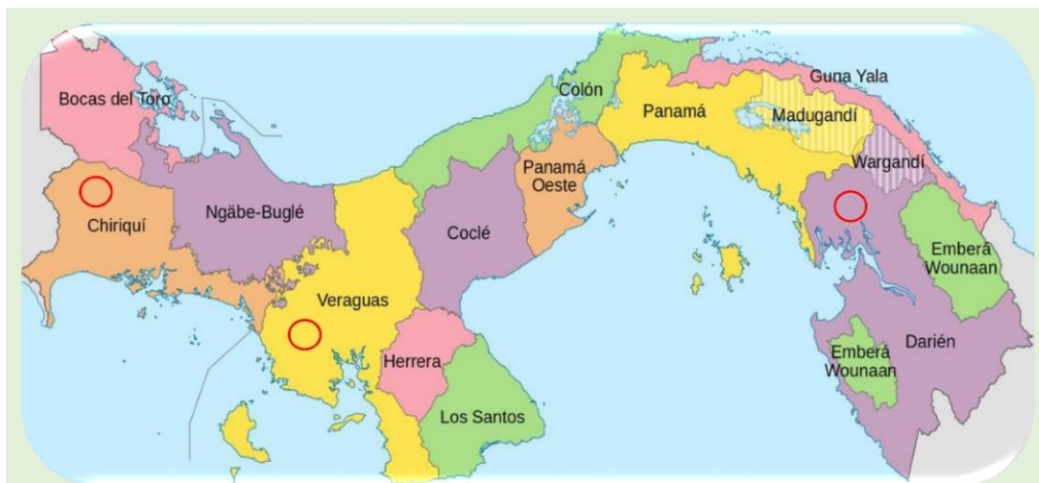 Bocas del Toro
Chiriquí
Ngäbe-Buglé
Veraguas
Herrera
Los Santos
Coclé
Colón
Panamá
Oeste
Panamá
Guna Yala
Madugandí
Wargandí
Emberá
Wounaan
Darién
Emberá
Wounaan